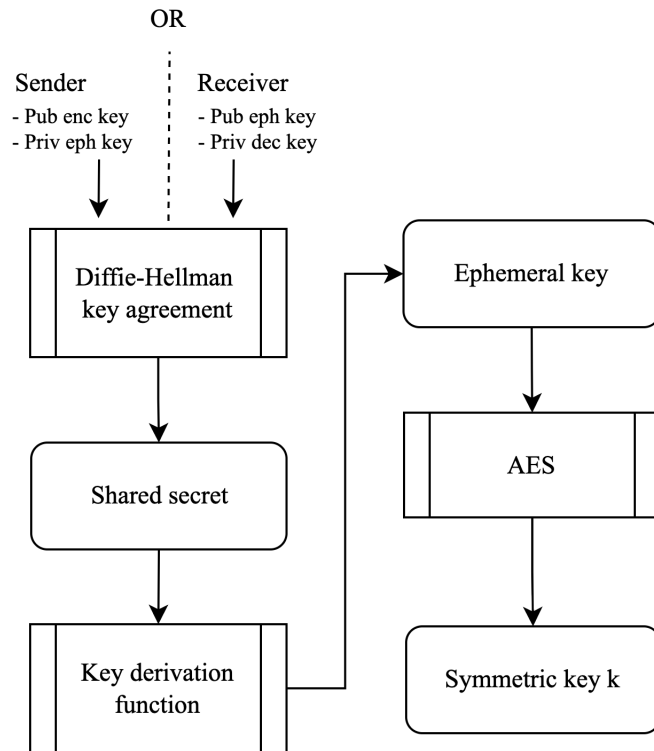 OR
Sender
- Pub enc key
- Priv eph key
Receiver
- Pub eph key
- Priv dec key
Diffie-Hellman
key agreement
Shared secret
Key derivation
function
Ephemeral key
AES
Symmetric key k